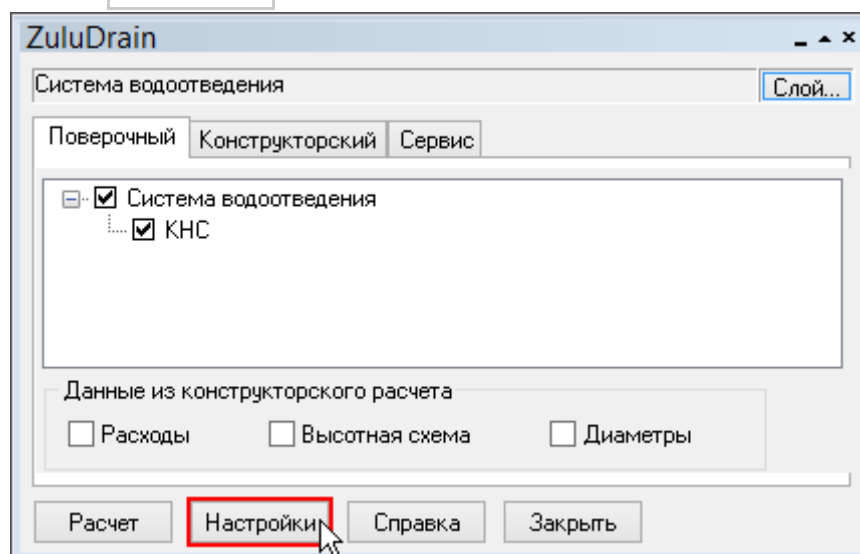 ZuluDrain
Система водоотведения
Слой...
Поверочный Конструкторский Сервис
Система водоотведения
КНС
Данные из конструкторского расчета
Расходы Высотная схема Диаметры
Расчет Настройки Справка Закрыть